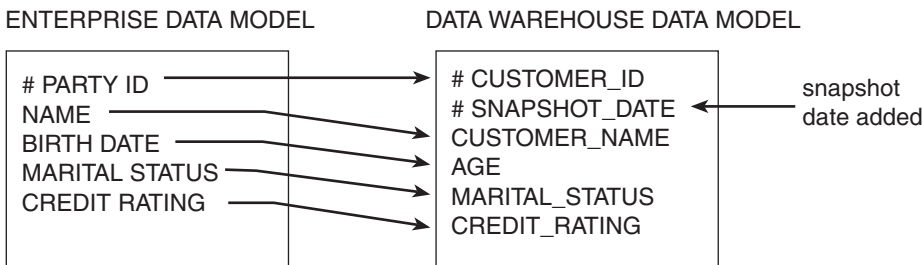 ENTERPRISE DATA MODEL
# PARTY ID
NAME
BIRTH DATE
MARITAL STATUS
CREDIT RATING
DATA WAREHOUSE DATA MODEL
# CUSTOMER_ID
# SNAPSHOT_DATE
CUSTOMER_NAME
AGE
MARITAL_STATUS
CREDIT_RATING
snapshot
date added